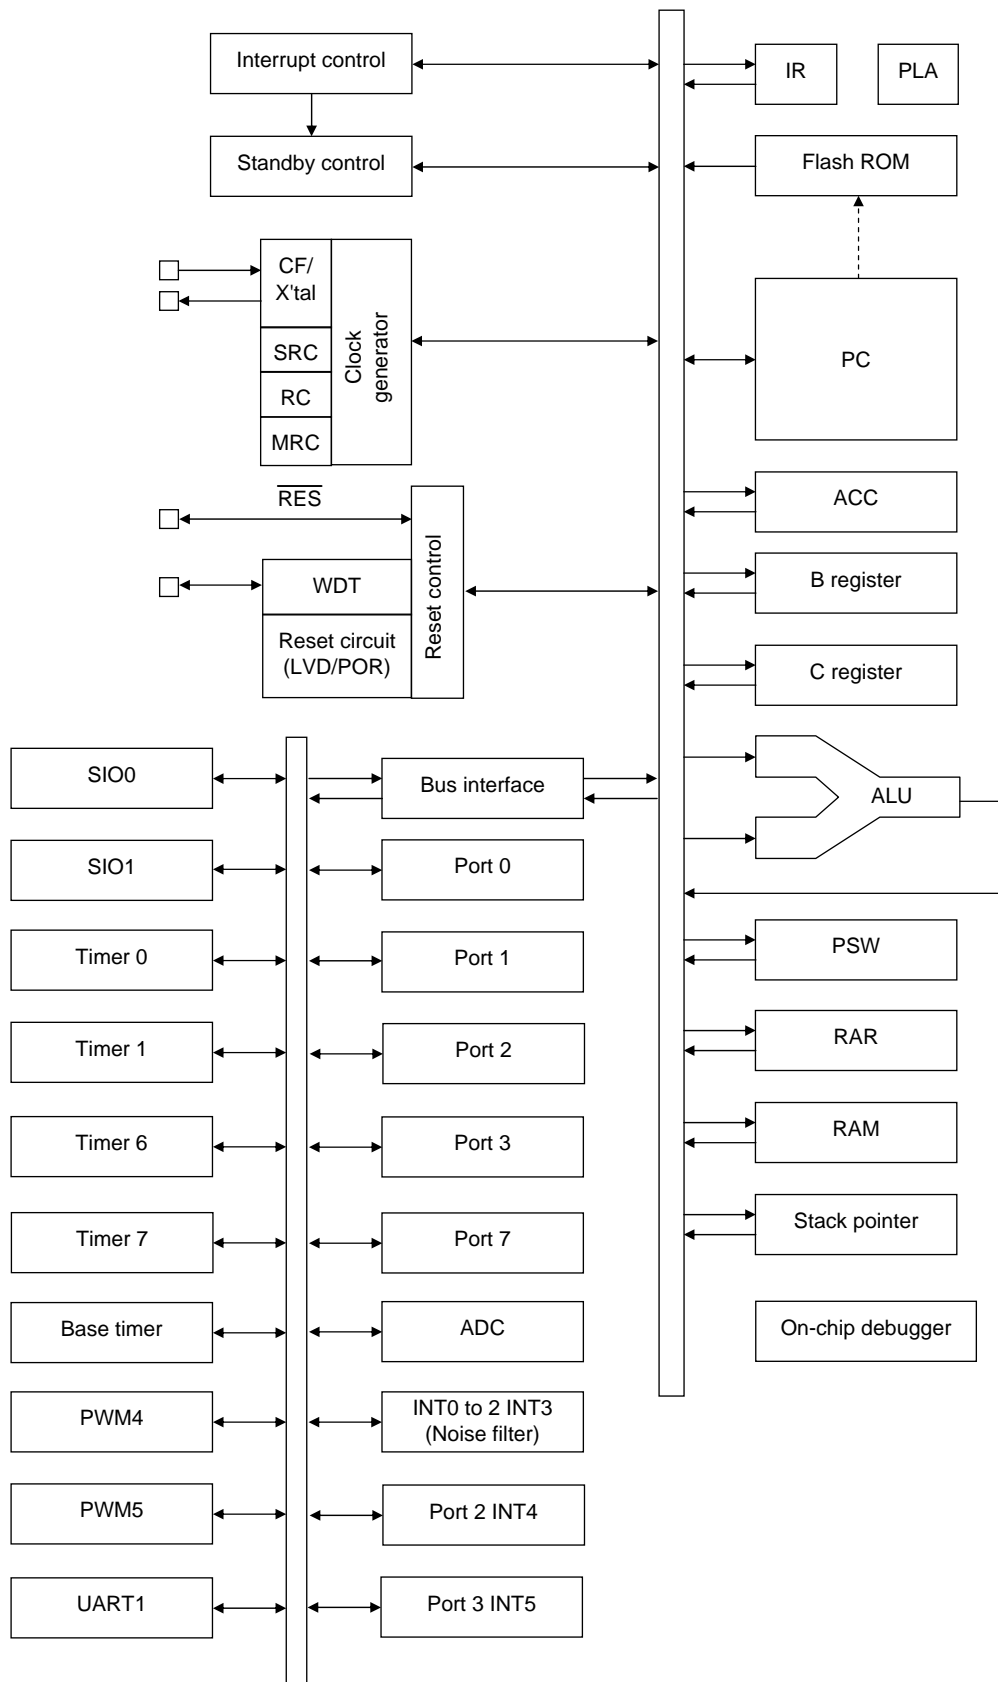 Interrupt control
IR
PLA
Standby control
Flash ROM
CF/
X'tal
SRC
RC
MRC
Clock
generator
PC
RES
WDT
Reset circuit
(LVD/POR)
Reset control
ACC
B register
C register
SIO0
Bus interface
ALU
SIO1
Port 0
Timer 0
Port 1
PSW
Timer 1
Port 2
RAR
Timer 6
Port 3
RAM
Timer 7
Port 7
Stack pointer
Base timer
ADC
On-chip debugger
PWM4
INT0 to 2 INT3
(Noise filter)
PWM5
Port 2 INT4
UART1
Port 3 INT5